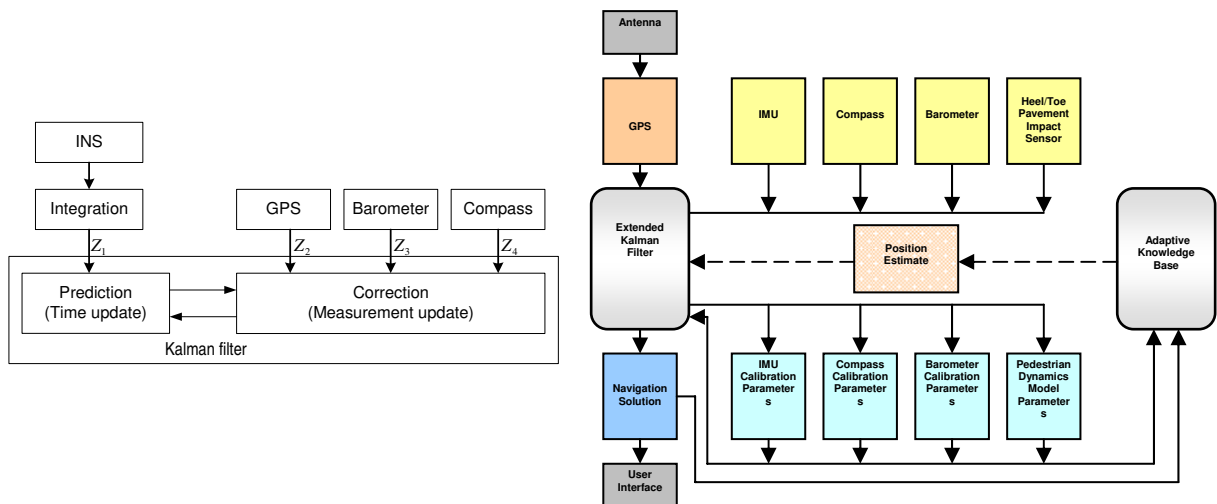 INS
Integration
GPS
Barometer
Compass
Z1
Z2
Z3
Z4
Prediction
(Time update)
Correction
(Measurement update)
Kalman filter
Antenna
GPS
IMU
Compass
Barometer
Heel/Toe
Pavement
Impact
Sensor
Extended
Kalman
Filter
Position
Estimate
Adaptive
Knowledge
Base
Navigation
Solution
IMU
Calibration
Parameter
s
Compass
Calibration
Parameter
s
Barometer
Calibration
Parameter
s
Pedestrian
Dynamics
Model
Parameter
s
User
Interface